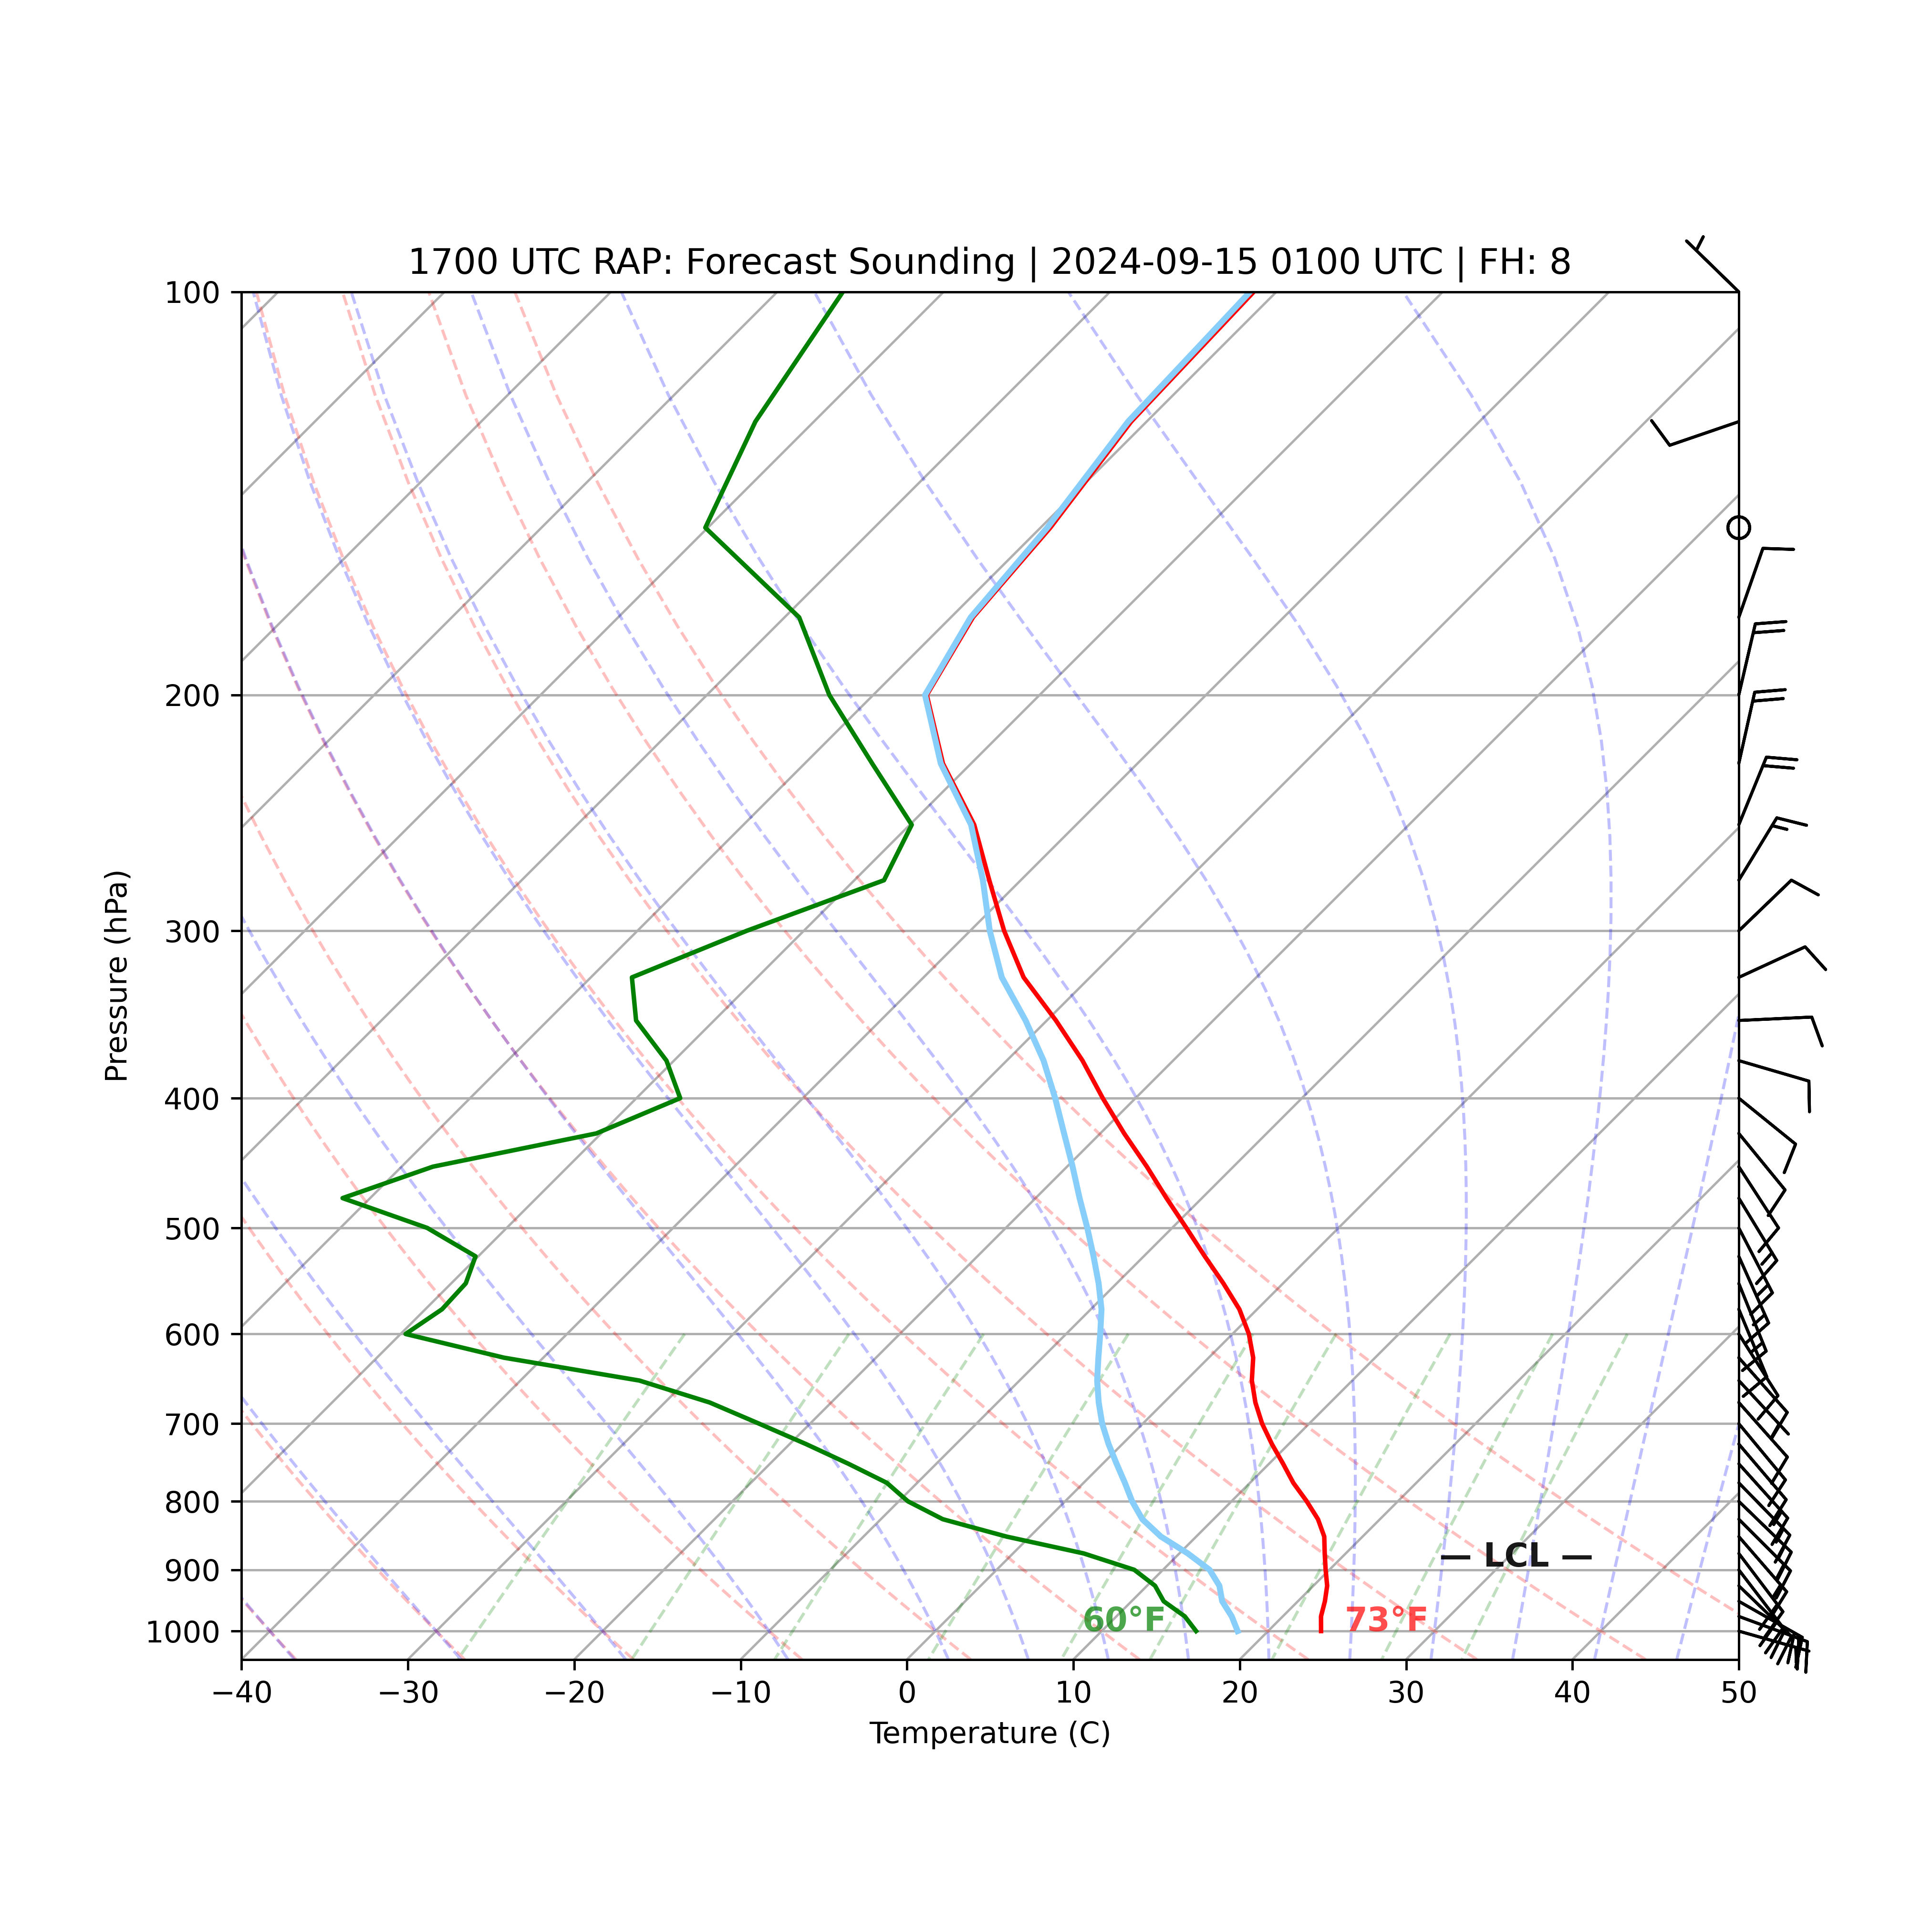 1700 UTC RAP: Forecast Sounding | 2024-09-15 0100 UTC | FH: 8
100
200
300
400
500
600
700
800
900
1000
Pressure (hPa)
— LCL —
60°F
73°F
−40 −30 −20 −10 0 10 20 30 40 50
Temperature (C)